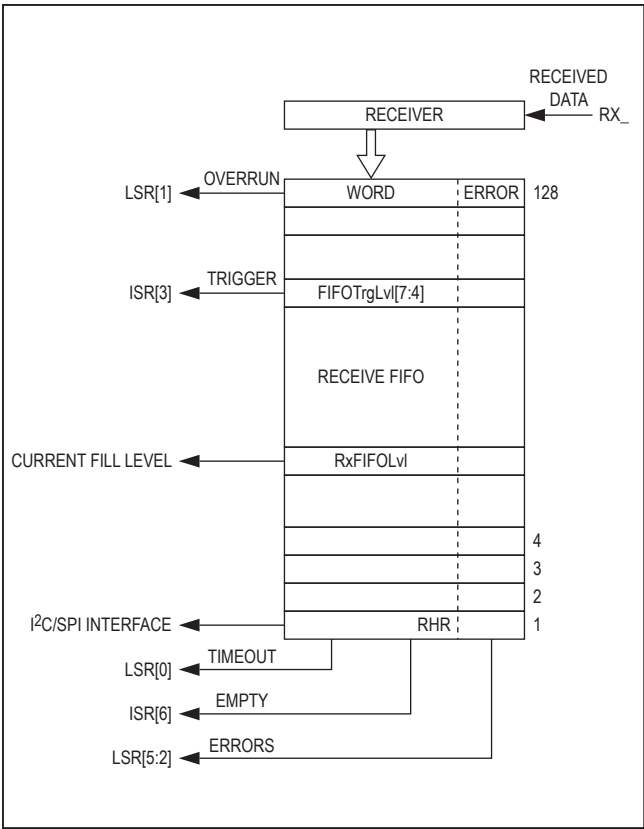 RECEIVED
DATA
RECEIVER
RX_
OVERRUN
LSR[1]
WORD
ERROR
128
TRIGGER
ISR[3]
FIFOTrgLvl[7:4]
RECEIVE FIFO
CURRENT FILL LEVEL
RxFIFOLvl
4
3
2
I²C/SPI INTERFACE
RHR
1
TIMEOUT
LSR[0]
EMPTY
ISR[6]
ERRORS
LSR[5:2]